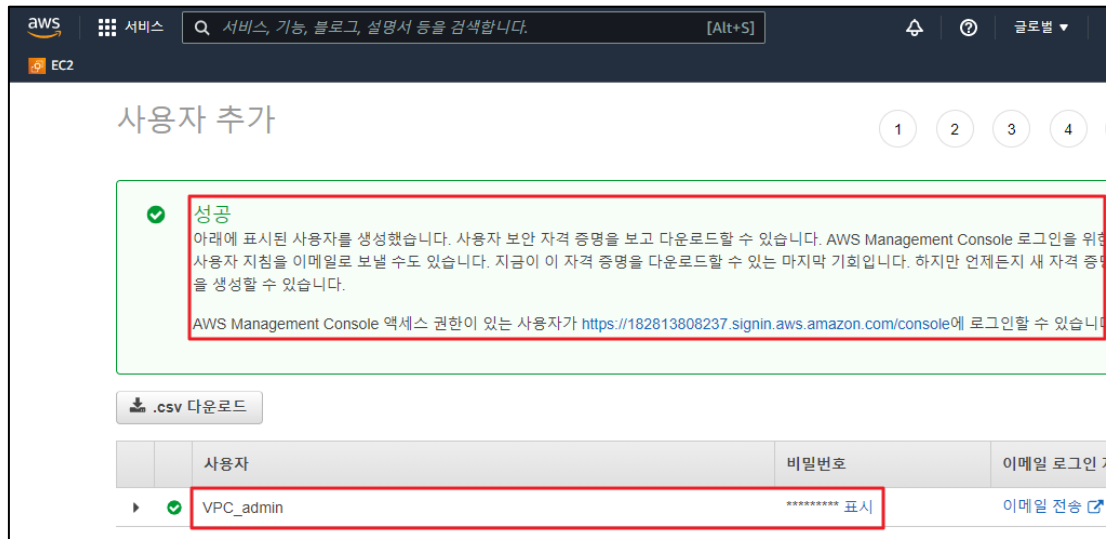 aws 서비스 서비스, 기능, 블로그, 설명서 등을 검색합니다. [Alt+S] 글로벌 ▼
EC2
사용자 추가 1 2 3 4
성공
아래에 표시된 사용자를 생성했습니다. 사용자 보안 자격 증명을 보고 다운로드할 수 있습니다. AWS Management Console 로그인을 위한
사용자 지침을 이메일로 보낼 수도 있습니다. 지금이 이 자격 증명을 다운로드할 수 있는 마지막 기회입니다. 하지만 언제든지 새 자격 증명
을 생성할 수 있습니다.
AWS Management Console 액세스 권한이 있는 사용자가 https://182813808237.signin.aws.amazon.com/console에 로그인할 수 있습니다
.csv 다운로드
사용자 비밀번호 이메일 로그인
VPC_admin ********* 표시 이메일 전송